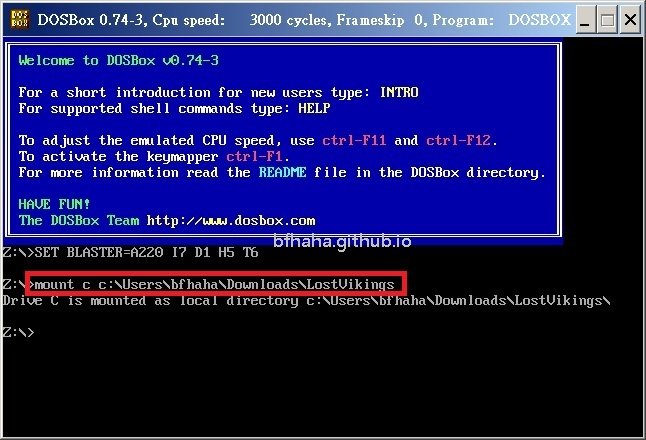 DOS
BOX
DOSBox 0.74-3, Cpu speed:    3000 cycles, Frameskip  0, Program:   DOSBOX
Welcome to DOSBox v0.74-3
For a short introduction for new users type: INTRO
For supported shell commands type: HELP
To adjust the emulated CPU speed, use ctrl-F11 and ctrl-F12.
To activate the keymapper ctrl-F1.
For more information read the README file in the DOSBox directory.
HAVE FUN!
The DOSBox Team http://www.dosbox.com
bfhaha.github.io
Z:\>SET BLASTER=A220 I7 D1 H5 T6
Z:\>mount c c:\Users\bfhaha\Downloads\LostVikings
Drive C is mounted as local directory c:\Users\bfhaha\Downloads\LostVikings\
Z:\>